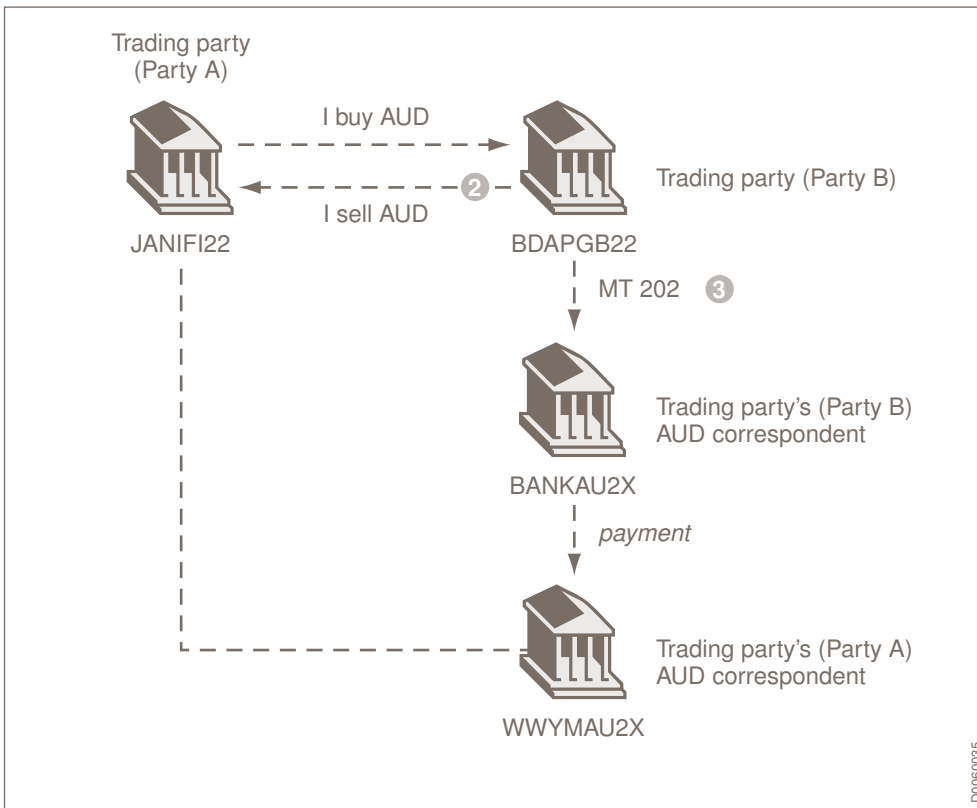 Trading party
(Party A)
I buy AUD
2
I sell AUD
Trading party (Party B)
JANIFI22
BDAPGB22
MT 202 3
Trading party's (Party B)
AUD correspondent
BANKAU2X
payment
Trading party's (Party A)
AUD correspondent
WWYMAU2X
D0060035